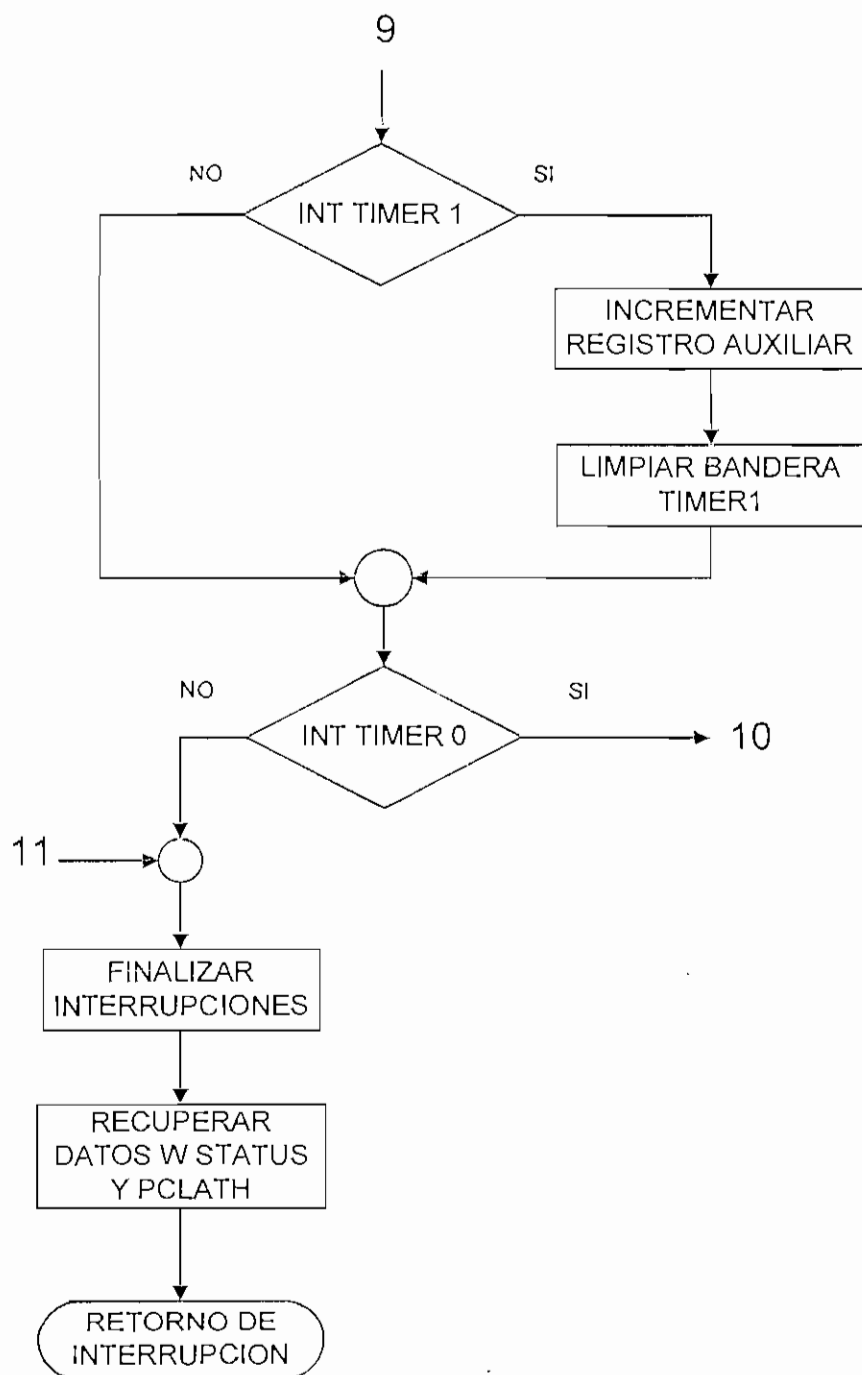 9
NO
SI
INT TIMER 1
INCREMENTAR
REGISTRO AUXILIAR
LIMPIAR BANDERA
TIMER1
NO
SI
INT TIMER 0
10
11
FINALIZAR
INTERRUPCIONES
RECUPERAR
DATOS W STATUS
Y PCLATH
RETORNO DE
INTERRUPCION